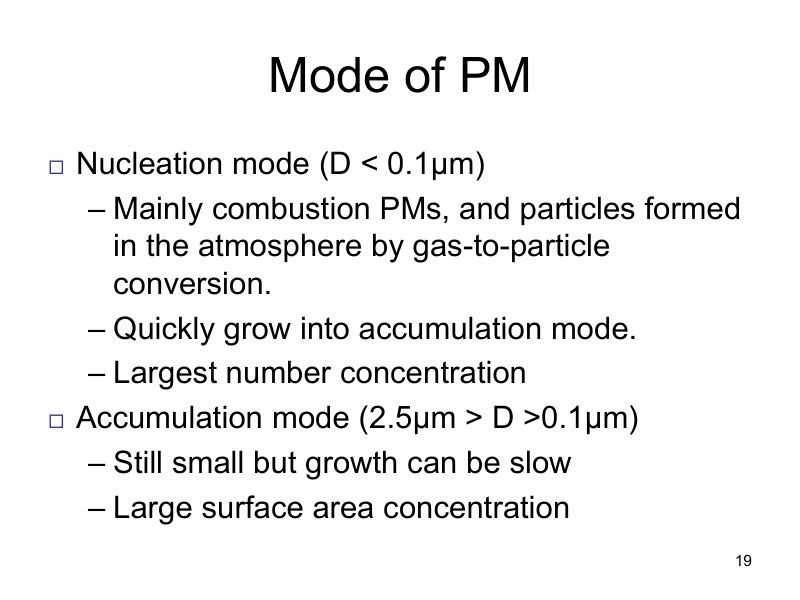 Mode of PM
□ Nucleation mode (D < 0.1µm)
– Mainly combustion PMs, and particles formed
in the atmosphere by gas-to-particle
conversion.
– Quickly grow into accumulation mode.
– Largest number concentration
□ Accumulation mode (2.5µm > D >0.1µm)
– Still small but growth can be slow
– Large surface area concentration
19